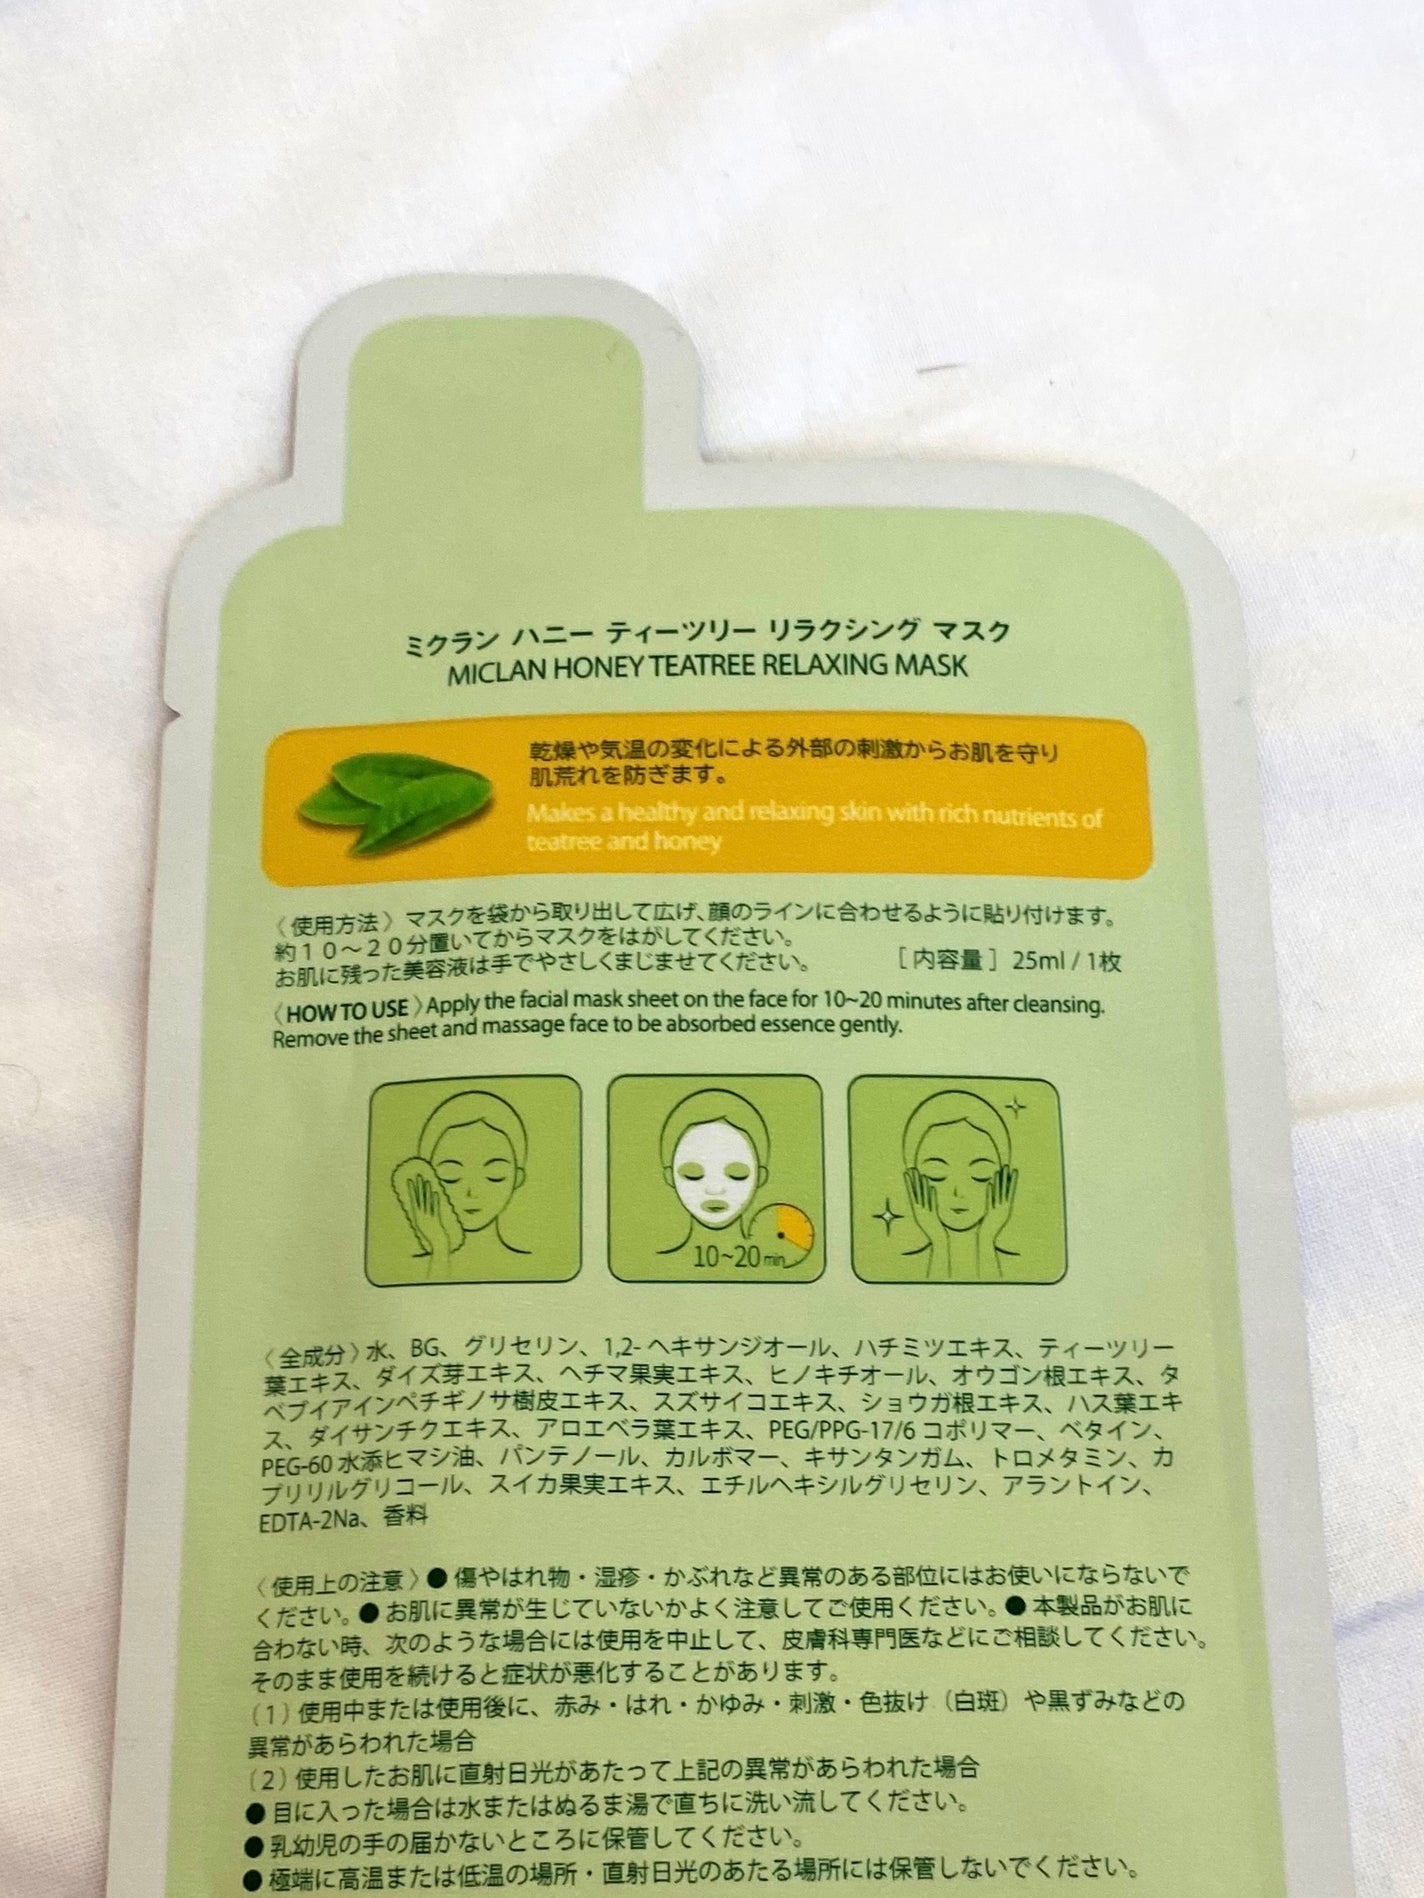 ミクラン ハニー ティーツリー リラクシング マスク
MICLAN HONEY TEATREE RELAXING MASK
乾燥や気温の変化による外部の刺激からお肌を守り
肌荒れを防ぎます。
Makes a healthy and relaxing skin with rich nutrients of
teatree and honey
〈使用方法〉マスクを袋から取り出して広げ、顔のラインに合わせるように貼り付けます。
約10～20分置いてからマスクをはがしてください。
お肌に残った美容液は手でやさしくまじませてください。 [内容量] 25ml / 1枚
〈HOW TO USE〉Apply the facial mask sheet on the face for 10~20 minutes after cleansing.
Remove the sheet and massage face to be absorbed essence gently.
10~20 min
〈全成分〉水、BG、グリセリン、1,2-ヘキサンジオール、ハチミツエキス、ティーツリー
葉エキス、ダイズ芽エキス、ヘチマ果実エキス、ヒノキチオール、オウゴン根エキス、タ
ベブイアインペチギノサ樹皮エキス、スズサイコエキス、ショウガ根エキス、ハス葉エキ
ス、ダイサンチクエキス、アロエベラ葉エキス、PEG/PPG-17/6 コポリマー、ベタイン、
PEG-60 水添ヒマシ油、パンテノール、カルボマー、キサンタンガム、トロメタミン、カ
プリリルグリコール、スイカ果実エキス、エチルヘキシルグリセリン、アラントイン、
EDTA-2Na、香料
〈使用上の注意〉●傷やはれ物・湿疹・かぶれなど異常のある部位にはお使いにならないで
ください。●お肌に異常が生じていないかよく注意してご使用ください。●本製品がお肌に
合わない時、次のような場合には使用を中止して、皮膚科専門医などにご相談してください。
そのまま使用を続けると症状が悪化することがあります。
(1) 使用中または使用後に、赤み・はれ・かゆみ・刺激・色抜け（白斑）や黒ずみなどの
異常があらわれた場合
(2) 使用したお肌に直射日光があたって上記の異常があらわれた場合
●目に入った場合は水またはぬるま湯で直ちに洗い流してください。
●乳幼児の手の届かないところに保管してください。
●極端に高温または低温の場所・直射日光のあたる場所には保管しないでください。